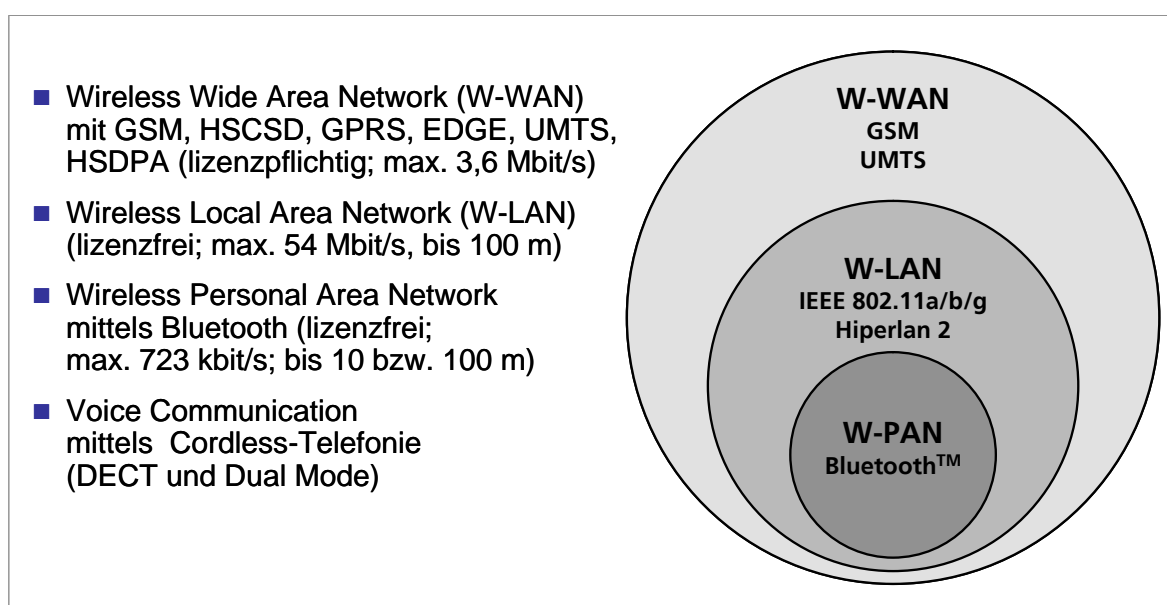 Wireless Wide Area Network (W-WAN)
mit GSM, HSCSD, GPRS, EDGE, UMTS,
HSDPA (lizenzpflichtig; max. 3,6 Mbit/s)
Wireless Local Area Network (W-LAN)
(lizenzfrei; max. 54 Mbit/s, bis 100 m)
Wireless Personal Area Network
mittels Bluetooth (lizenzfrei;
max. 723 kbit/s; bis 10 bzw. 100 m)
Voice Communication
mittels Cordless-Telefonie
(DECT und Dual Mode)
W-WAN
GSM
UMTS
W-LAN
IEEE 802.11a/b/g
Hiperlan 2
W-PAN
Bluetooth™